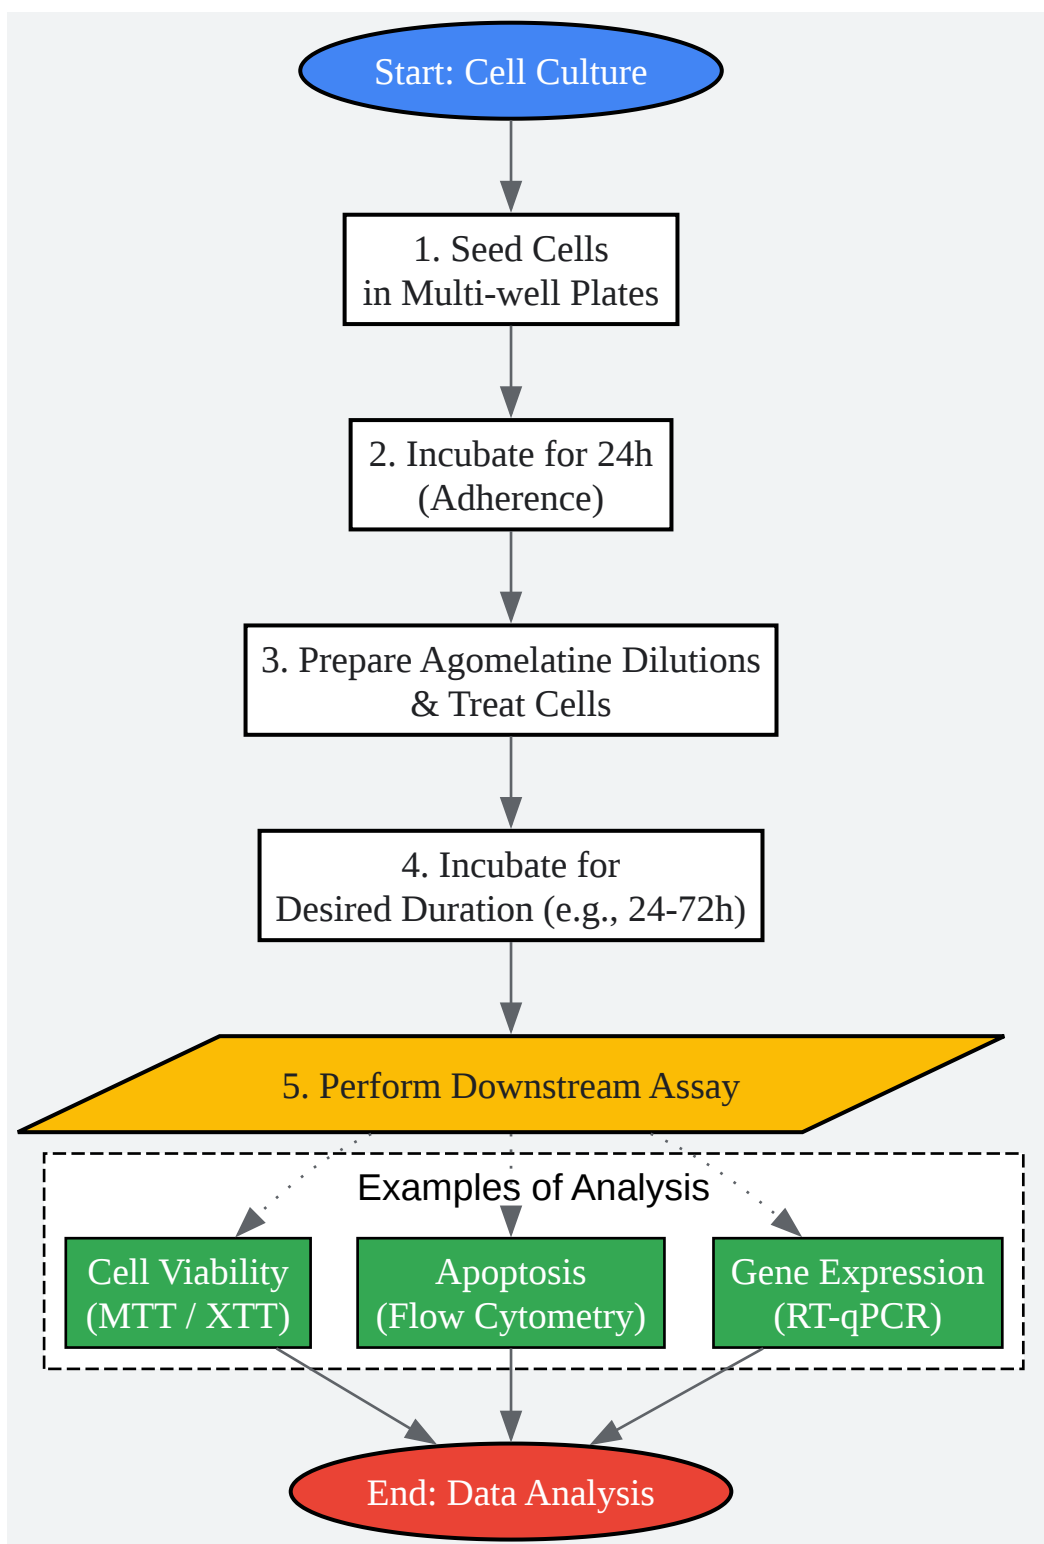 Start: Cell Culture
1. Seed Cells
in Multi-well Plates
2. Incubate for 24h
(Adherence)
3. Prepare Agomelatine Dilutions
& Treat Cells
4. Incubate for
Desired Duration (e.g., 24-72h)
5. Perform Downstream Assay
Examples of Analysis
Cell Viability
(MTT / XTT)
Apoptosis
(Flow Cytometry)
Gene Expression
(RT-qPCR)
End: Data Analysis